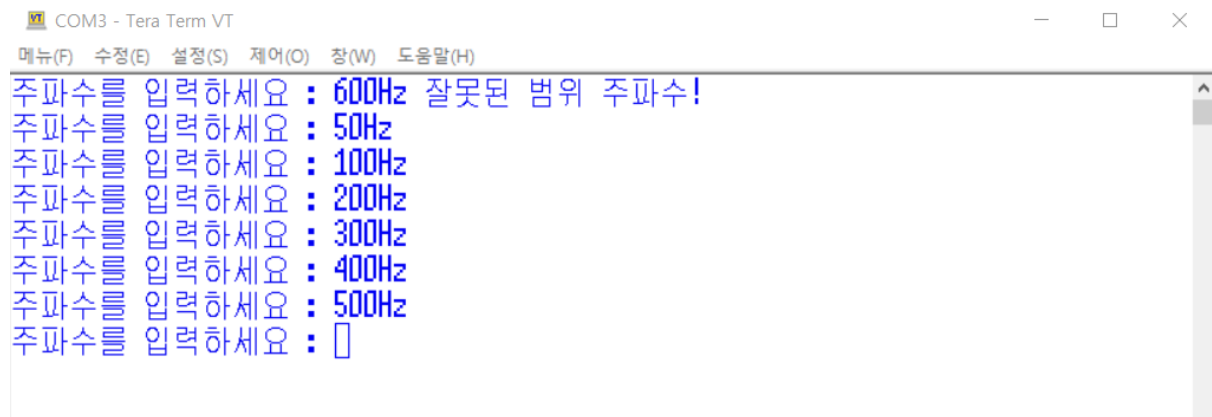 COM3 - Tera Term VT
메뉴(F) 수정(E) 설정(S) 제어(O) 창(W) 도움말(H)
주파수를 입력하세요 : 600Hz 잘못된 범위 주파수!
주파수를 입력하세요 : 50Hz
주파수를 입력하세요 : 100Hz
주파수를 입력하세요 : 200Hz
주파수를 입력하세요 : 300Hz
주파수를 입력하세요 : 400Hz
주파수를 입력하세요 : 500Hz
주파수를 입력하세요 :